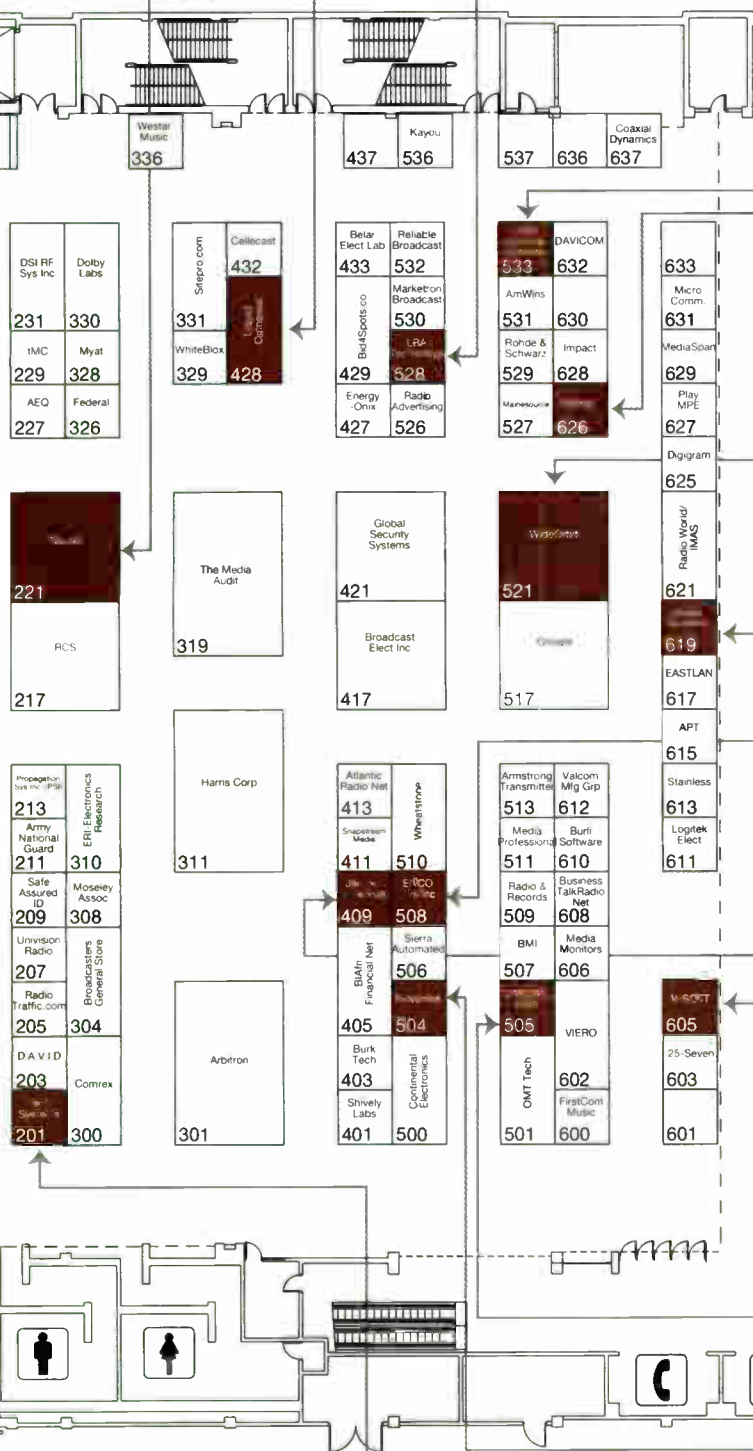 Westar
Music
336
437
Kayou
536
537
636
Coaxial
Dynamics
637
DSI RF
Sys Inc
231
Dolby
Labs
330
tMC
229
Myat
328
AEQ
227
Federal
326
Sitepro.com
331
Cellecast
432
WhiteBlox
329
428
Belar
Elect Lab
433
Reliable
Broadcast
532
Bid4Spots.co
429
Marketron
Broadcast
530
LBA
528
Energy
-Onix
427
Radio
Advertising
526
533
DAVICOM
632
AmWins
531
630
Rohde &
Schwarz
529
Impact
628
Mainesource
527
626
633
Micro
Comm.
631
MediaSpan
629
Play
MPE
627
Digigram
625
Radio World/
IMAS
621
619
EASTLAN
617
APT
615
Stainless
613
Logitek
Elect
611
221
RCS
217
The Media
Audit
319
Global
Security
Systems
421
Broadcast
Elect Inc
417
WideOrbit
521
517
Harris Corp
311
Propagation
Sys Inc
213
ERI-Electronics
Research
310
Army
National
Guard
211
Safe
Assured
ID
209
Moseley
Assoc
308
Univision
Radio
207
Broadcasters
General Store
304
Radio
Traffic.com
205
DAVID
203
Comrex
300
Systems
201
Arbitron
301
Atlantic
Radio Net
413
Wheatstone
510
Snapstream
Media
411
409
508
BIAfn
Financial Net
405
Sierra
Automated
506
504
Burk
Tech
403
Continental
Electronics
500
Shively
Labs
401
Armstrong
Transmitter
513
Valcom
Mfg Grp
612
Media
Professional
511
Burli
Software
610
Radio &
Records
509
Business
TalkRadio
Net
608
BMI
507
Media
Monitors
606
505
VIERO
602
OMT Tech
501
FirstCom
Music
600
605
25-Seven
603
601